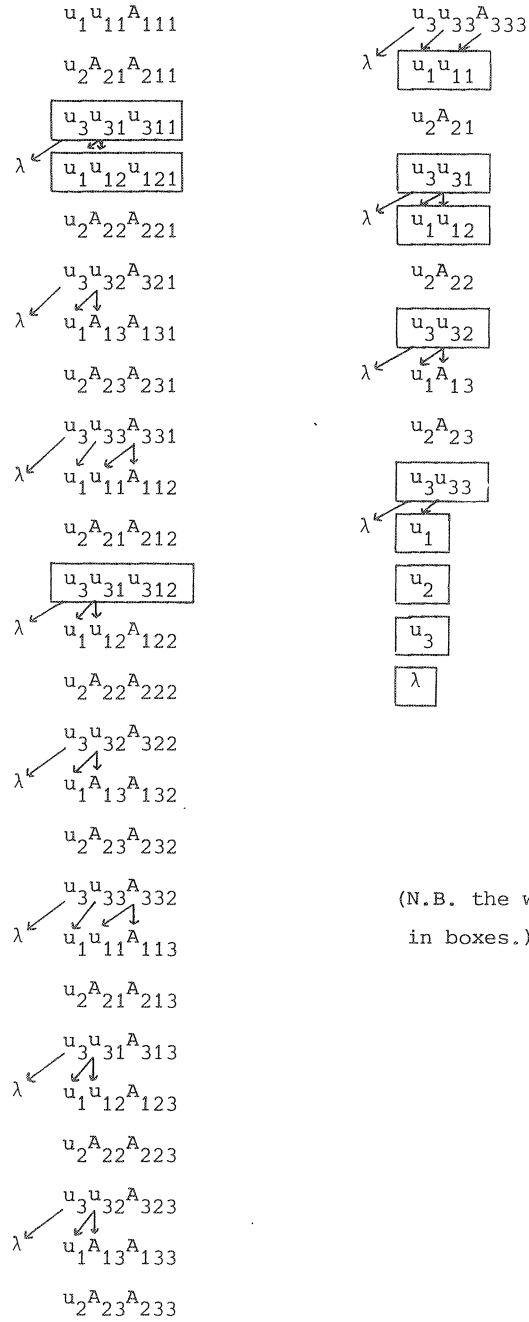 u₁u₁₁A₁₁₁
u₂A₂₁A₂₁₁
u₃u₃₁u₃₁₁
λ
u₁u₁₂u₁₂₁
u₂A₂₂A₂₂₁
u₃u₃₂A₃₂₁
λ
u₁A₁₃A₁₃₁
u₂A₂₃A₂₃₁
u₃u₃₃A₃₃₁
λ
u₁u₁₁A₁₁₂
u₂A₂₁A₂₁₂
u₃u₃₁u₃₁₂
λ
u₁u₁₂A₁₂₂
u₂A₂₂A₂₂₂
u₃u₃₂A₃₂₂
λ
u₁A₁₃A₁₃₂
u₂A₂₃A₂₃₂
u₃u₃₃A₃₃₂
λ
u₁u₁₁A₁₁₃
u₂A₂₁A₂₁₃
u₃u₃₁A₃₁₃
λ
u₁u₁₂A₁₂₃
u₂A₂₂A₂₂₃
u₃u₃₂A₃₂₃
λ
u₁A₁₃A₁₃₃
u₂A₂₃A₂₃₃
u₃u₃₃A₃₃₃
λ
u₁u₁₁
u₂A₂₁
u₃u₃₁
λ
u₁u₁₂
u₂A₂₂
u₃u₃₂
λ
u₁A₁₃
u₂A₂₃
u₃u₃₃
λ
u₁
u₂
u₃
λ
(N.B. the
in boxes.)